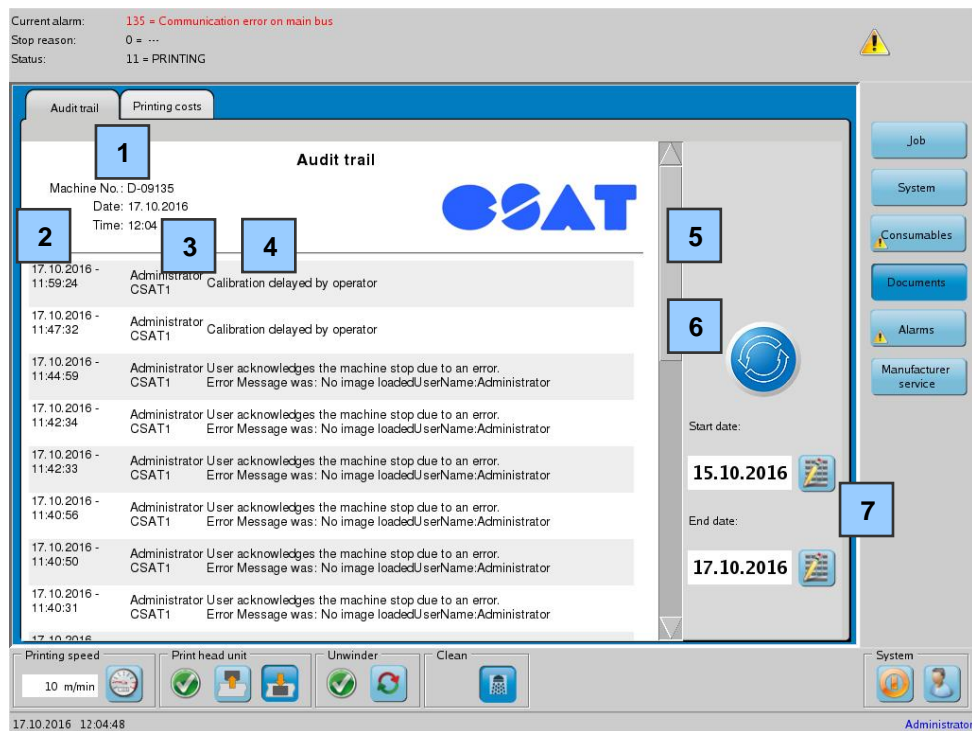 Current alarm: 135 = Communication error on main bus
Stop reason: 0 = ---
Status: 11 = PRINTING
Audit trail Printing costs
1
Audit trail
Machine No.: D-09135
Date: 17.10.2016
Time: 12:04
CSAT
2 3 4 5
17.10.2016 - 11:59:24 Administrator CSAT1 Calibration delayed by operator
17.10.2016 - 11:47:32 Administrator CSAT1 Calibration delayed by operator
17.10.2016 - Administrator User acknowledges the machine stop due to an error.
11:44:59 CSAT1 Error Message was: No image loadedUserName:Administrator
17.10.2016 - Administrator User acknowledges the machine stop due to an error.
11:42:34 CSAT1 Error Message was: No image loadedUserName:Administrator
17.10.2016 - Administrator User acknowledges the machine stop due to an error.
11:42:33 CSAT1 Error Message was: No image loadedUserName:Administrator
17.10.2016 - Administrator User acknowledges the machine stop due to an error.
11:40:56 CSAT1 Error Message was: No image loadedUserName:Administrator
17.10.2016 - Administrator User acknowledges the machine stop due to an error.
11:40:50 CSAT1 Error Message was: No image loadedUserName:Administrator
17.10.2016 - Administrator User acknowledges the machine stop due to an error.
11:40:31 CSAT1 Error Message was: No image loadedUserName:Administrator
17.10.2016
6
Start date:
15.10.2016
7
End date:
17.10.2016
Job
System
Consumables
Documents
Alarms
Manufacturer
service
Printing speed Print head unit Unwinder Clean System
10 m/min
17.10.2016 12:04:48 Administrator